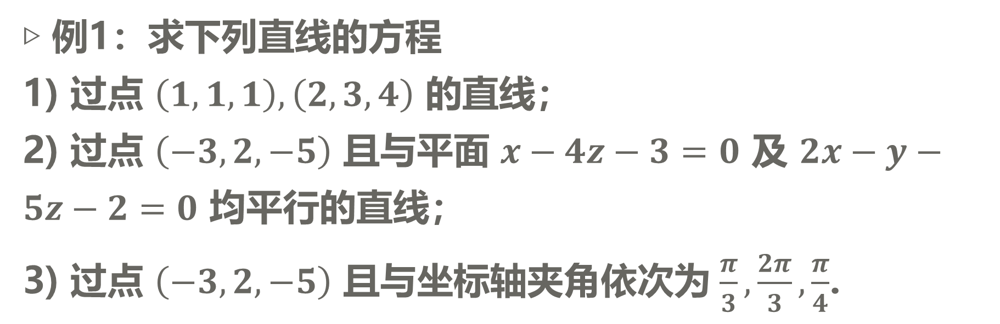 ▷ 例1：求下列直线的方程
1) 过点 (1, 1, 1), (2, 3, 4) 的直线；
2) 过点 (−3, 2, −5) 且与平面 x − 4z − 3 = 0 及 2x − y −
5z − 2 = 0 均平行的直线；
3) 过点 (−3, 2, −5) 且与坐标轴夹角依次为 π/3, 2π/3, π/4.